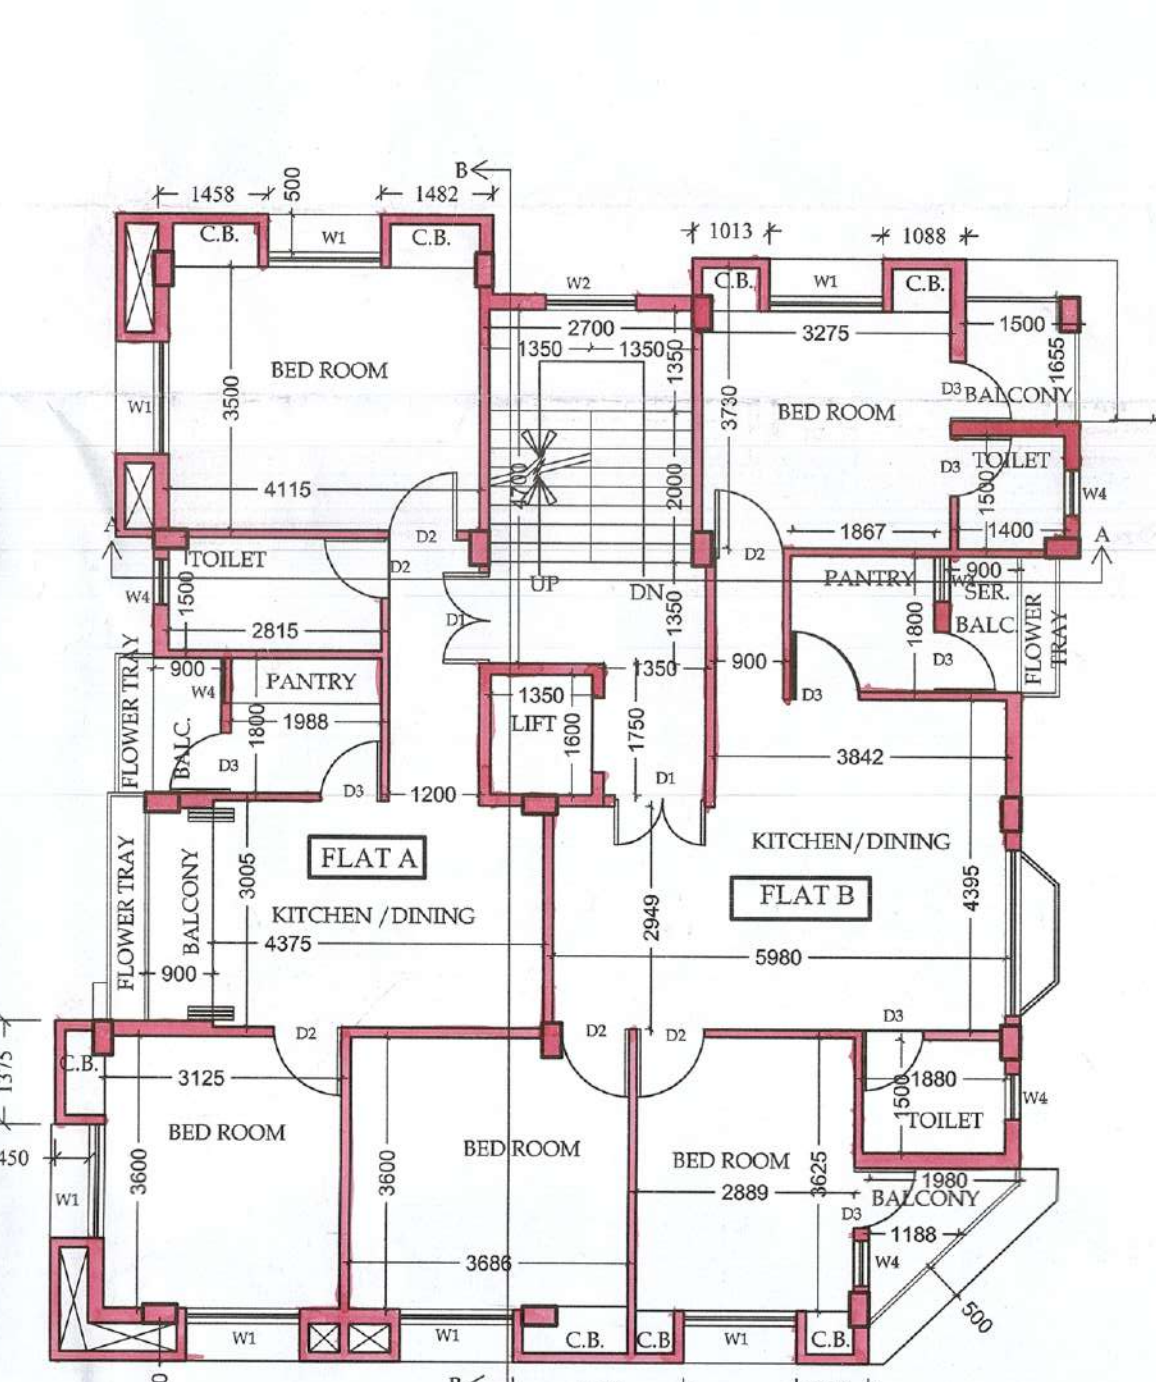 B
1458
500
1482
C.B.
W1
C.B.
1013
1088
C.B.
W1
C.B.
W2
2700
1350
1350
1350
3275
1500
1655
BED ROOM
3500
W1
4115
3730
BED ROOM
D3
BALCONY
D3
TOILET
1500
W4
1400
1867
2000
4700
A
A
D2
D2
D2
TOILET
1500
W4
2815
D1
UP
DN
1350
PANTRY
900
SER.
BALC.
1800
D3
FLOWER
TRAY
900
D3
1350
FLOWER TRAY
900
W4
PANTRY
1988
1800
BALC.
D3
D3
1200
1350
LIFT
1600
1750
D1
3842
FLAT A
KITCHEN/DINING
FLAT B
FLOWER TRAY
BALCONY
3005
KITCHEN /DINING
4375
900
2949
4395
5980
D2
D2
D2
D3
1375
C.B.
3125
1500
1880
TOILET
W4
BED ROOM
BED ROOM
BED ROOM
450
3600
3600
3625
W1
2889
1980
BALCONY
D3
1188
W4
3686
500
W1
W1
C.B.
C.B
W1
C.B.
B